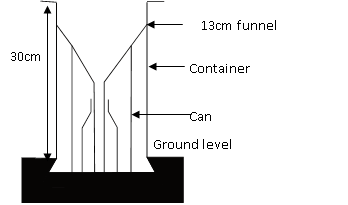 13cm funnel
30cm
Container
Can
Ground level